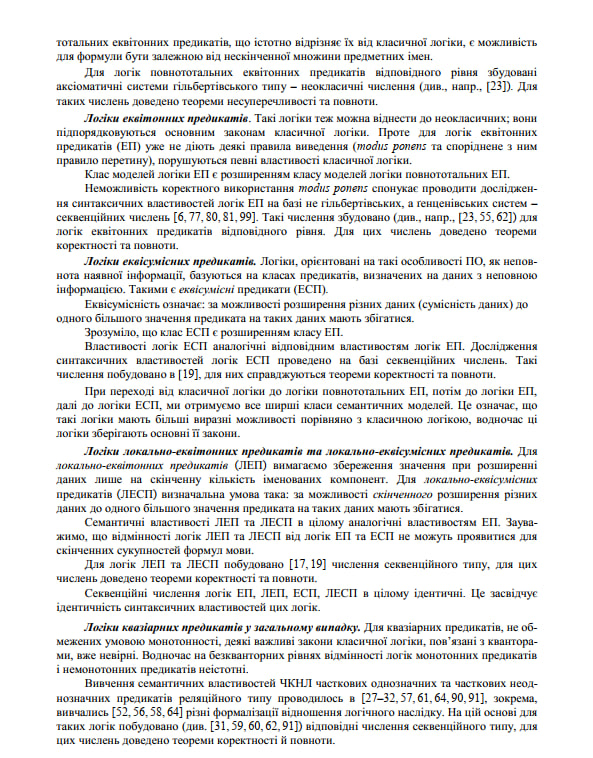 тотальних еквітонних предикатів, що істотно відрізняє їх від класичної логіки, є можливість
для формули бути залежною від нескінченної множини предметних імен.
Для логік повнототальних еквітонних предикатів відповідного рівня збудовані
аксіоматичні системи гільбертівського типу – неокласичні числення (див., напр., [23]). Для
таких числень доведено теореми несуперечливості та повноти.
Логіки еквітонних предикатів. Такі логіки теж можна віднести до неокласичних; вони
підпорядковуються основним законам класичної логіки. Проте для логік еквітонних
предикатів (ЕП) уже не діють деякі правила виведення (modus ponens та споріднене з ним
правило перетину), порушуються певні властивості класичної логіки.
Клас моделей логіки ЕП є розширенням класу моделей логіки повнототальних ЕП.
Неможливість коректного використання modus ponens спонукає проводити досліджен-
ня синтаксичних властивостей логік ЕП на базі не гільбертівських, а генценівських систем –
секвенційних числень [6, 77, 80, 81, 99]. Такі числення збудовано (див., напр., [23, 55, 62]) для
логік еквітонних предикатів відповідного рівня. Для цих числень доведено теореми
коректності та повноти.
Логіки еквісумісних предикатів. Логіки, орієнтовані на такі особливості ПО, як непов-
нота наявної інформації, базуються на класах предикатів, визначених на даних з неповною
інформацією. Такими є еквісумісні предикати (ЕСП).
Еквісумісність означає: за можливості розширення різних даних (сумісність даних) до
одного більшого значення предиката на таких даних мають збігатися.
Зрозуміло, що клас ЕСП є розширенням класу ЕП.
Властивості логік ЕСП аналогічні відповідним властивостям логік ЕП. Дослідження
синтаксичних властивостей логік ЕСП проведено на базі секвенційних числень. Такі
числення побудовано в [19], для них справджуються теореми коректності та повноти.
При переході від класичної логіки до логіки повнототальних ЕП, потім до логіки ЕП,
далі до логіки ЕСП, ми отримуємо все ширші класи семантичних моделей. Це означає, що
такі логіки мають більші виразні можливості порівняно з класичною логікою, водночас ці
логіки зберігають основні її закони.
Логіки локально-еквітонних предикатів та локально-еквісумісних предикатів. Для
локально-еквітонних предикатів (ЛЕП) вимагаємо збереження значення при розширенні
даних лише на скінченну кількість іменованих компонент. Для локально-еквісумісних
предикатів (ЛЕСП) визначальна умова така: за можливості скінченного розширення різних
даних до одного більшого значення предиката на таких даних мають збігатися.
Семантичні властивості ЛЕП та ЛЕСП в цілому аналогічні властивостям ЕП. Заува-
жимо, що відмінності логік ЛЕП та ЛЕСП від логік ЕП та ЕСП не можуть проявитися для
скінченних сукупностей формул мови.
Для логік ЛЕП та ЛЕСП побудовано [17, 19] числення секвенційного типу, для цих
числень доведено теореми коректності та повноти.
Секвенційні числення логік ЕП, ЛЕП, ЕСП, ЛЕСП в цілому ідентичні. Це засвідчує
ідентичність синтаксичних властивостей цих логік.
Логіки квазіарних предикатів у загальному випадку. Для квазіарних предикатів, не об-
межених умовою монотонності, деякі важливі закони класичної логіки, пов’язані з квантора-
ми, вже невірні. Водночас на безкванторних рівнях відмінності логік монотонних предикатів
і немонотонних предикатів неістотні.
Вивчення семантичних властивостей ЧКНЛ часткових однозначних та часткових неод-
нозначних предикатів реляційного типу проводилось в [27–32, 57, 61, 64, 90, 91], зокрема,
вивчались [52, 56, 58, 64] різні формалізації відношення логічного наслідку. На цій основі для
таких логік побудовано (див. [31, 59, 60, 62, 91]) відповідні числення секвенційного типу, для
цих числень доведено теореми коректності й повноти.